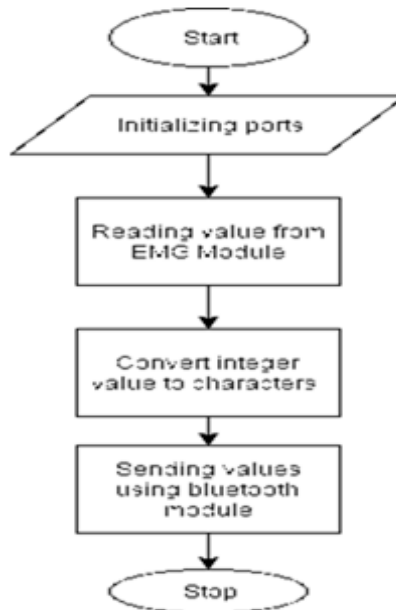 Start
Initializing ports
Reading value from
EMG Module
Convert integer
value to characters
Sending values
using bluetooth
module
Stop